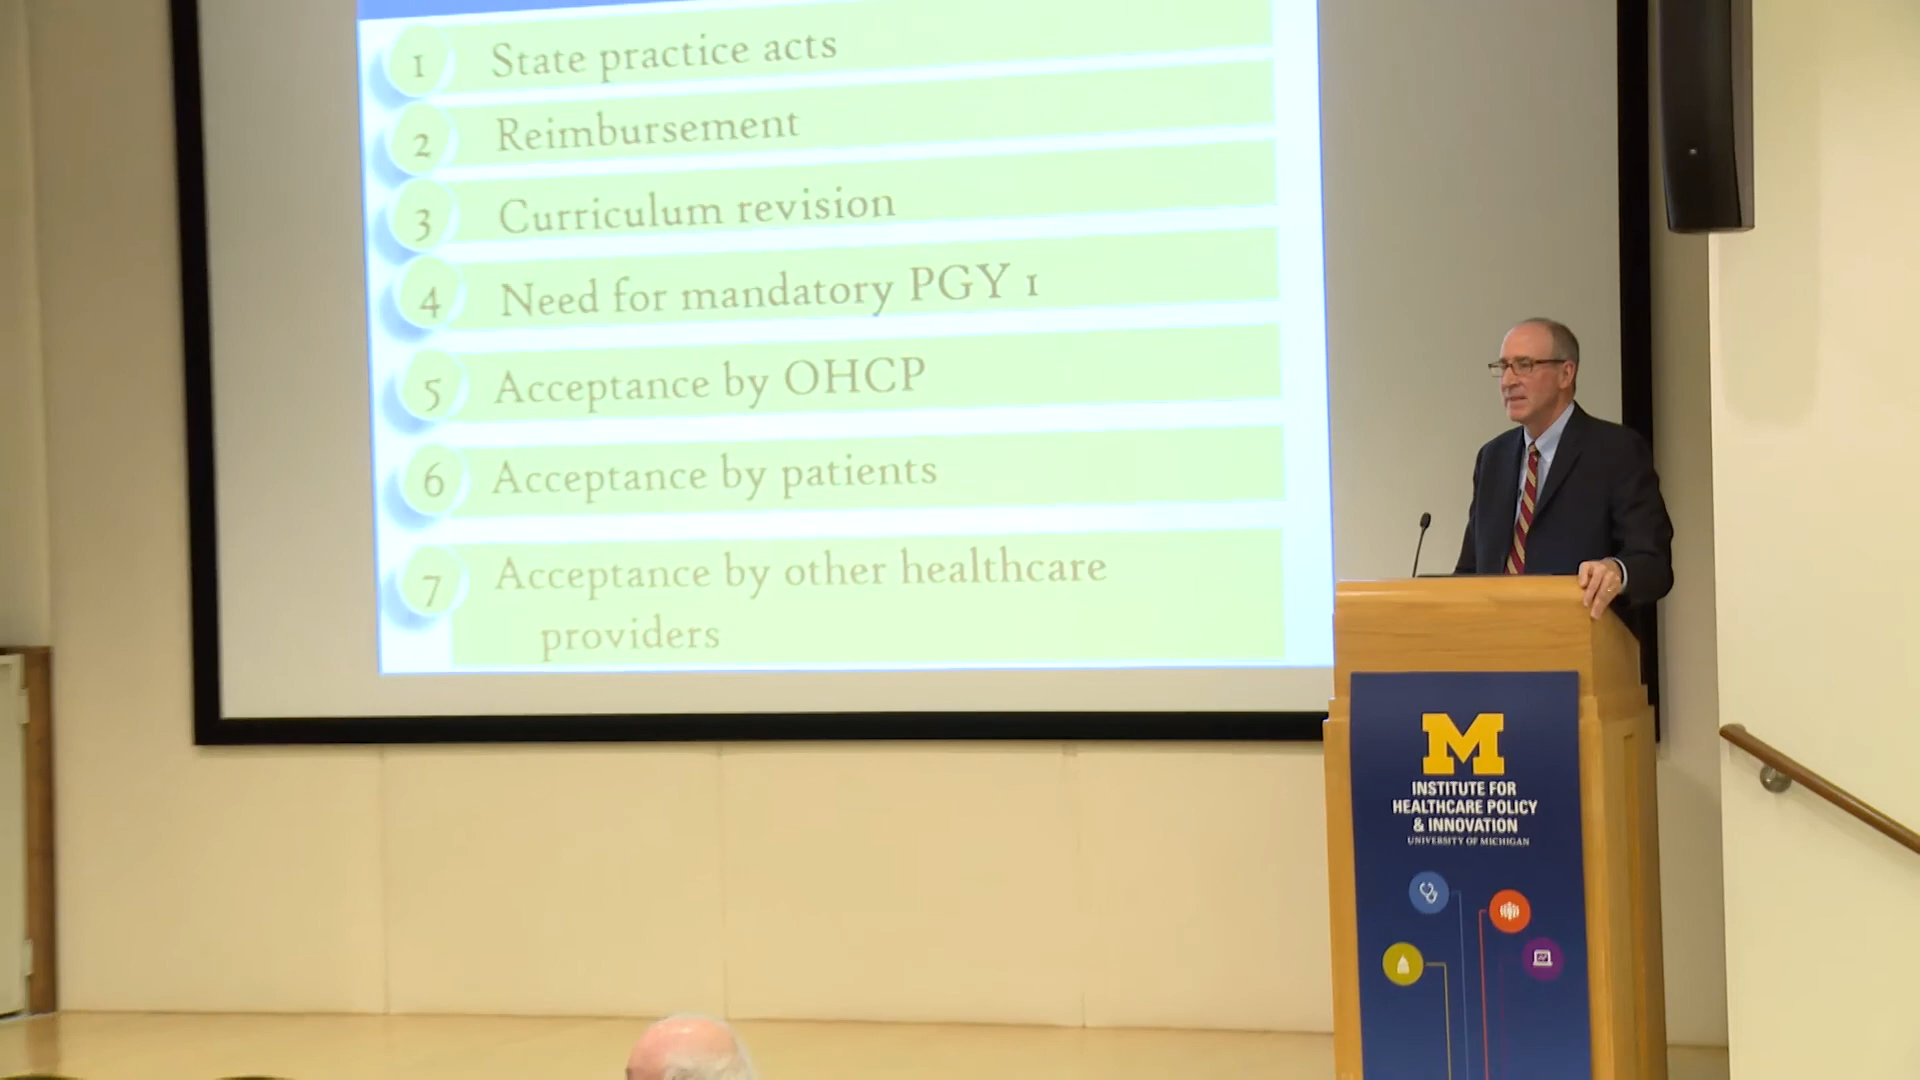 1 State practice acts
2 Reimbursement
3 Curriculum revision
4 Need for mandatory PGY 1
5 Acceptance by OHCP
6 Acceptance by patients
7 Acceptance by other healthcare
providers
M
INSTITUTE FOR
HEALTHCARE POLICY
& INNOVATION
UNIVERSITY OF MICHIGAN